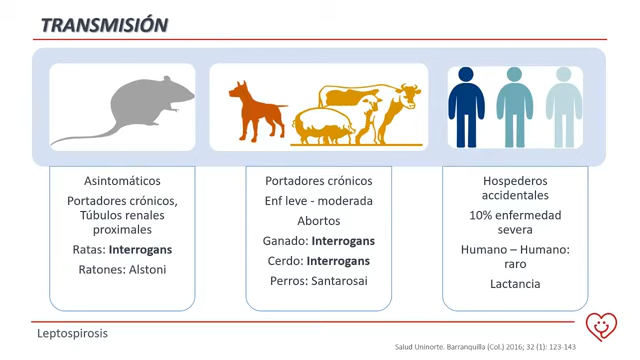 TRANSMISIÓN
Asintomáticos
Portadores crónicos,
Túbulos renales
proximales
Ratas: Interrogans
Ratones: Alstoni
Portadores crónicos
Enf leve - moderada
Abortos
Ganado: Interrogans
Cerdo: Interrogans
Perros: Santarosai
Hospederos
accidentales
10% enfermedad
severa
Humano – Humano:
raro
Lactancia
Leptospirosis
Salud Uninorte. Barranquilla (Col.) 2016; 32 (1): 123-143